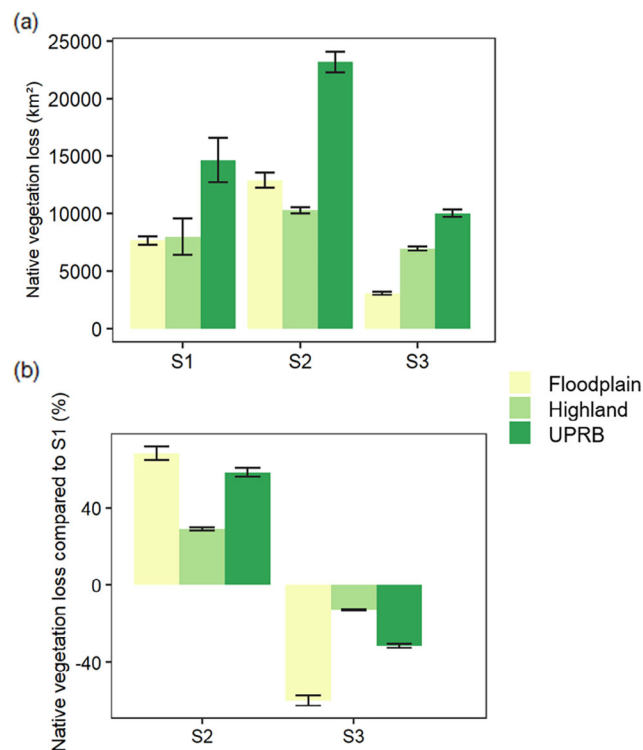 (a)
Native vegetation loss (km²)
25000
20000
15000
10000
5000
0
S1 S2 S3
(b)
Native vegetation loss compared to S1 (%)
40
0
-40
S2 S3
Floodplain
Highland
UPRB